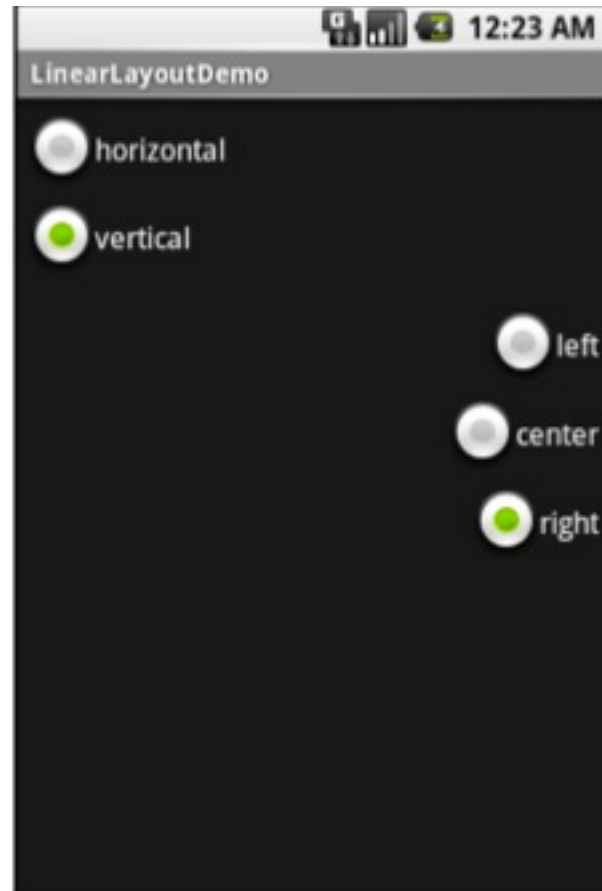 12:23 AM
LinearLayoutDemo
horizontal
vertical
left
center
right